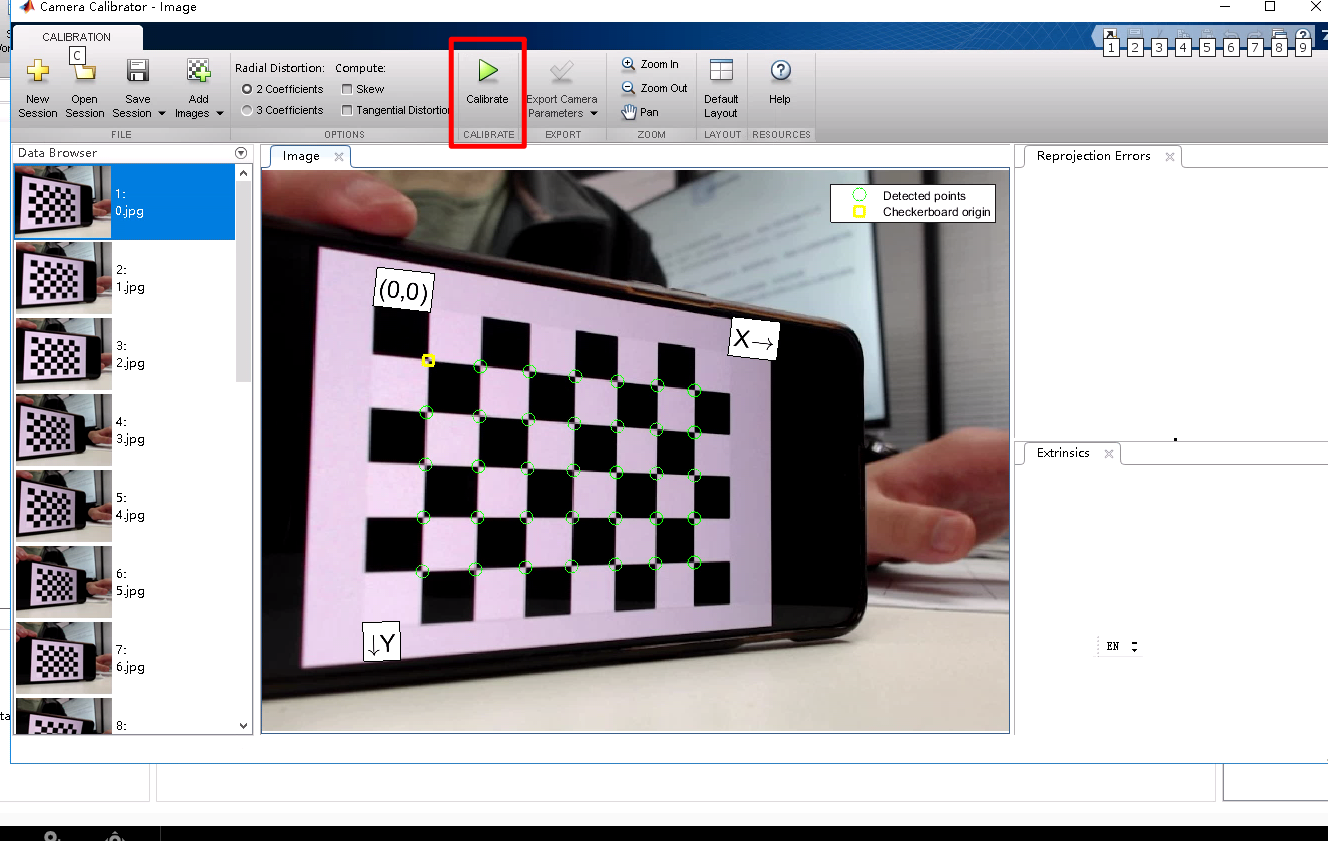 Camera Calibrator - Image
CALIBRATION
C
1 2 3 4 5 6 7 8 9
New Session
Open Session
Save Session
Add Images
FILE
Radial Distortion:
2 Coefficients
3 Coefficients
Compute:
Skew
Tangential Distortion
OPTIONS
Calibrate
CALIBRATE
Export Camera Parameters
EXPORT
Zoom In
Zoom Out
Pan
ZOOM
Default Layout
LAYOUT
Help
RESOURCES
Data Browser
1:
0.jpg
2:
1.jpg
3:
2.jpg
4:
3.jpg
5:
4.jpg
6:
5.jpg
7:
6.jpg
8:
Image
Detected points
Checkerboard origin
(0,0)
X→
↓Y
Reprojection Errors
Extrinsics
EN